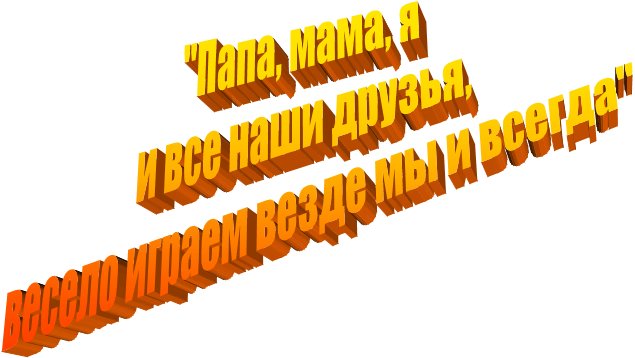 "Папа, мама, я
и все наши друзья,
весело играем везде мы и всегда"